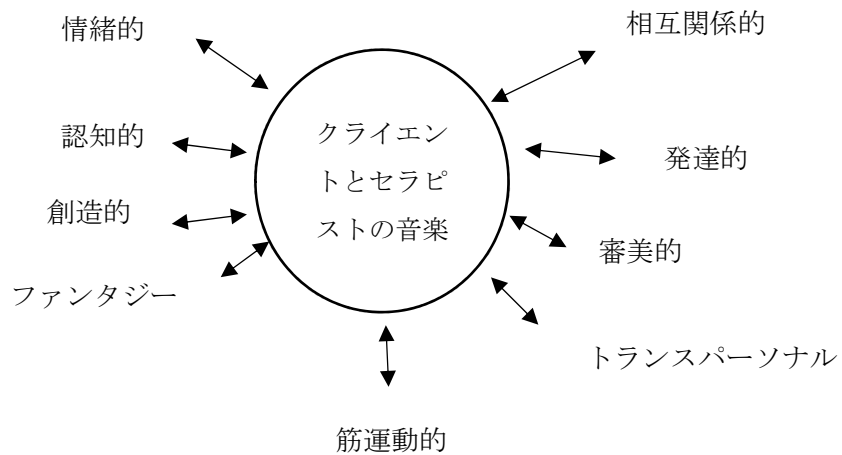 情緒的
相互関係的
認知的
クライエン
トとセラピ
ストの音楽
発達的
創造的
審美的
ファンタジー
トランスパーソナル
筋運動的